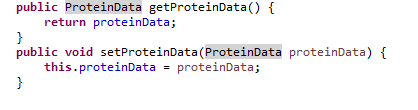 public ProteinData getProteinData() {
    return proteinData;
}
public void setProteinData(ProteinData proteinData) {
    this.proteinData = proteinData;
}